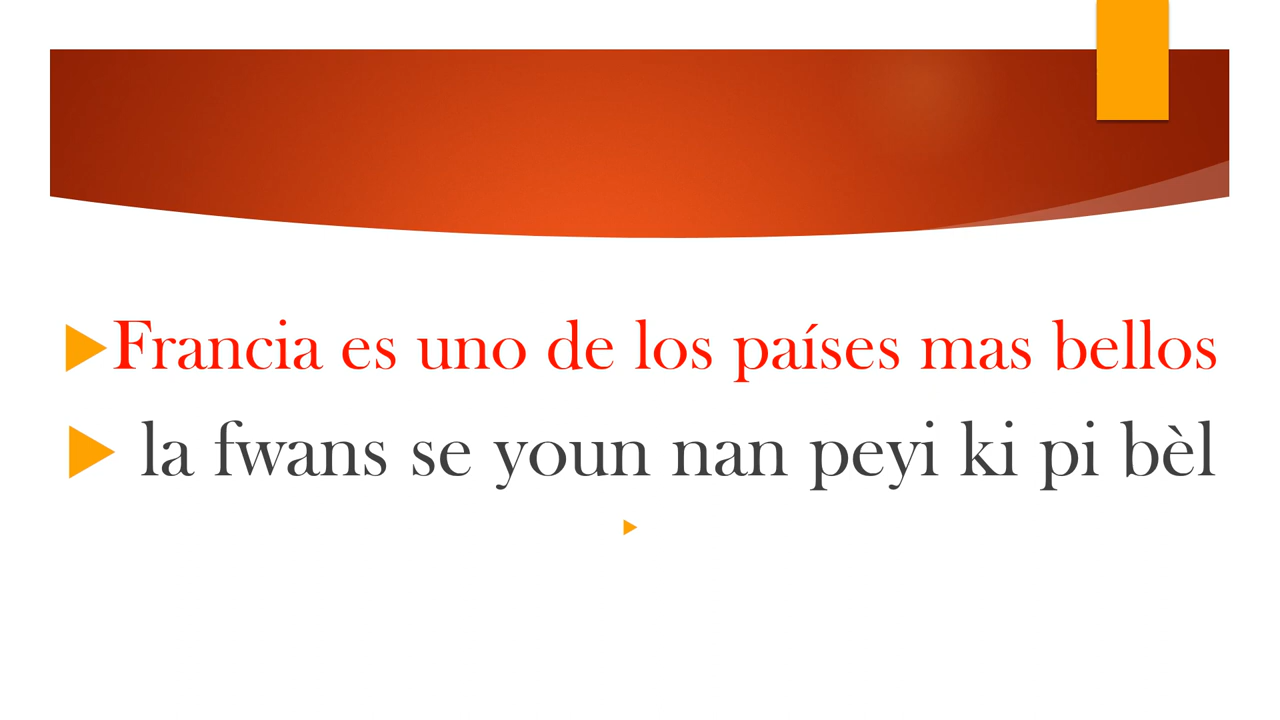 Francia es uno de los países mas bellos
la fwans se youn nan peyi ki pi bèl